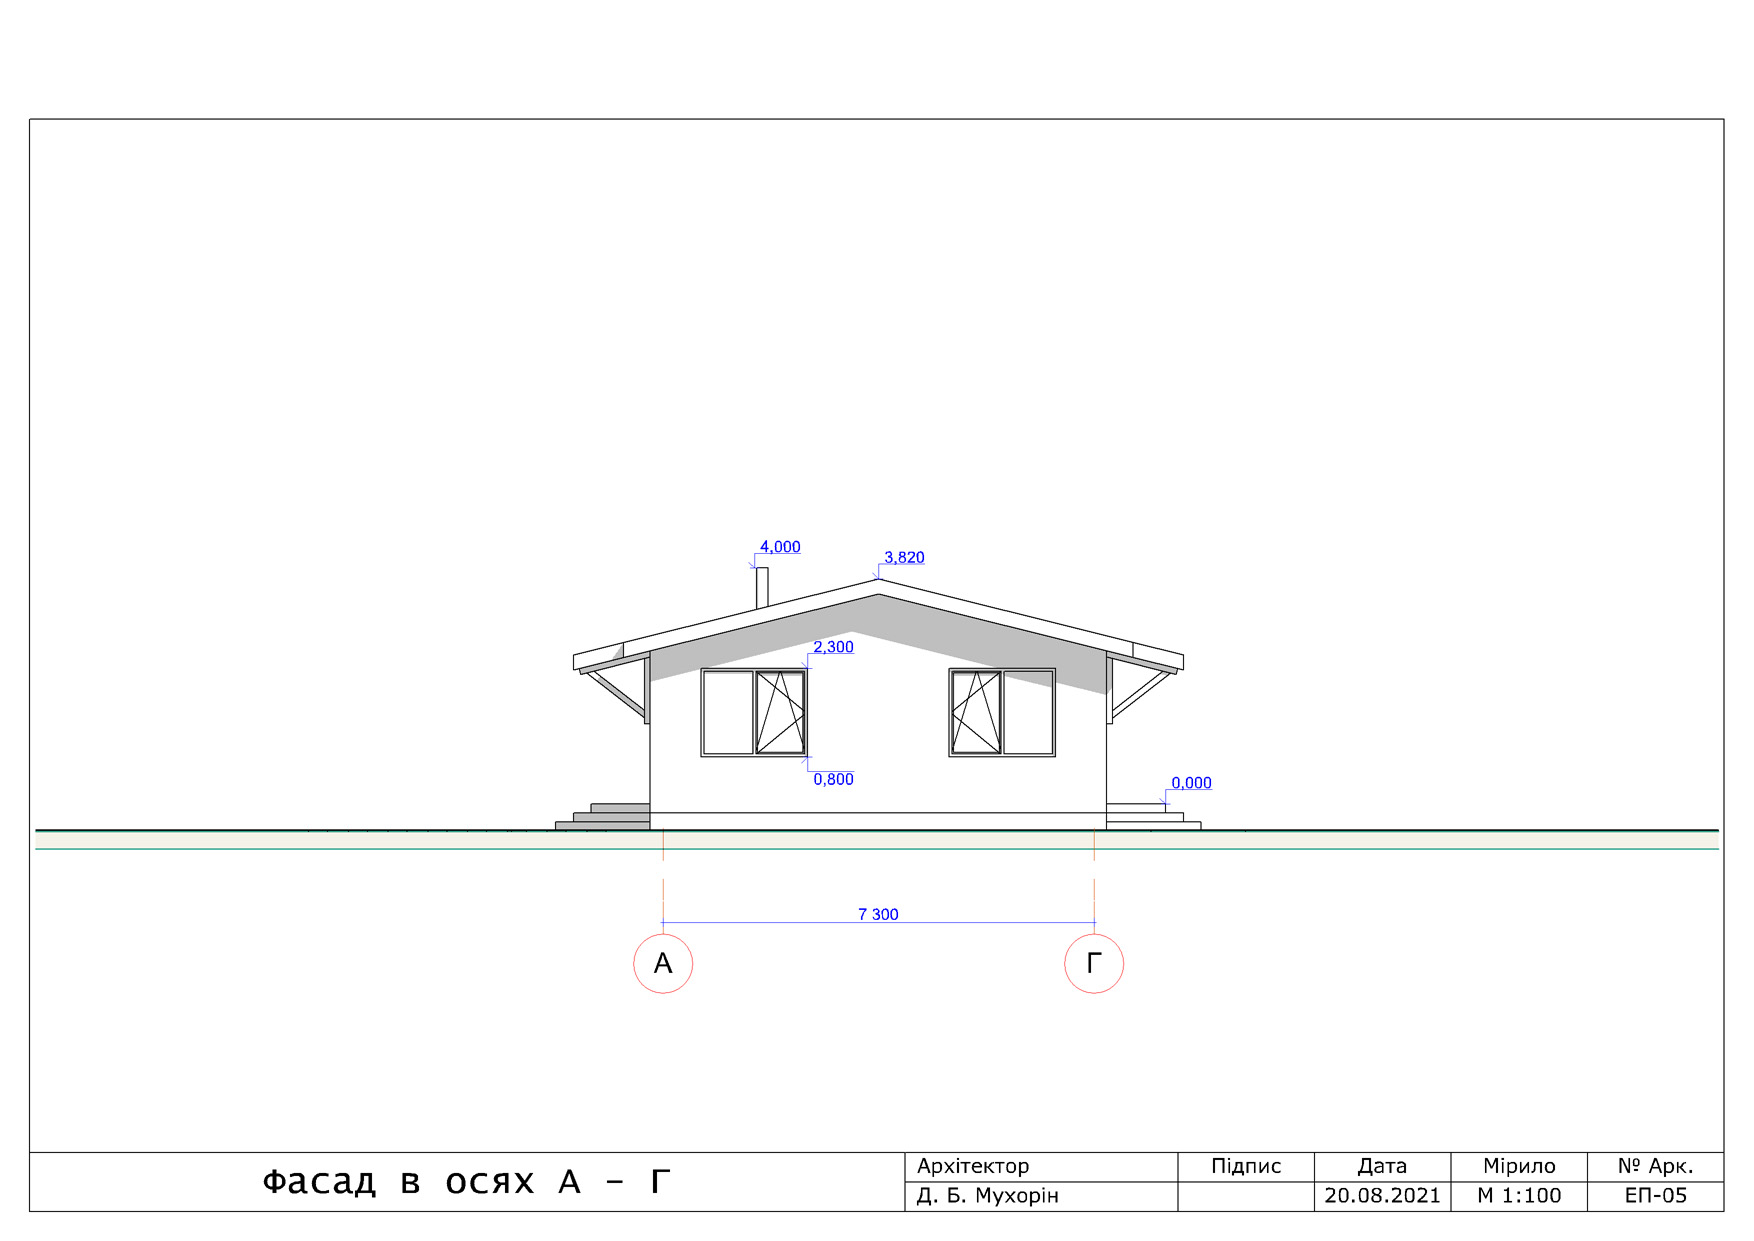 4,000
3,820
2,300
0,800
0,000
7 300
А
Г
Фасад в осях А – Г
Архітектор
Підпис
Дата
Мірило
№ Арк.
Д. Б. Мухорін
20.08.2021
М 1:100
ЕП-05